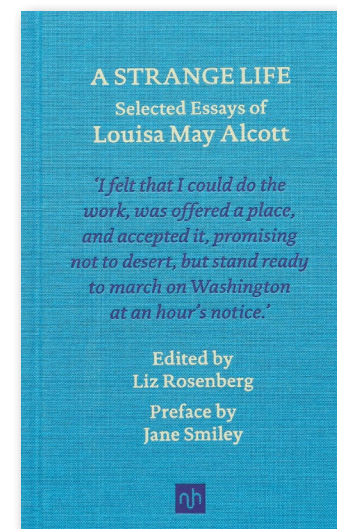 A STRANGE LIFE
Selected Essays of
Louisa May Alcott
‘I felt that I could do the
work, was offered a place,
and accepted it, promising
not to desert, but stand ready
to march on Washington
at an hour’s notice.’
Edited by
Liz Rosenberg
Preface by
Jane Smiley
nh